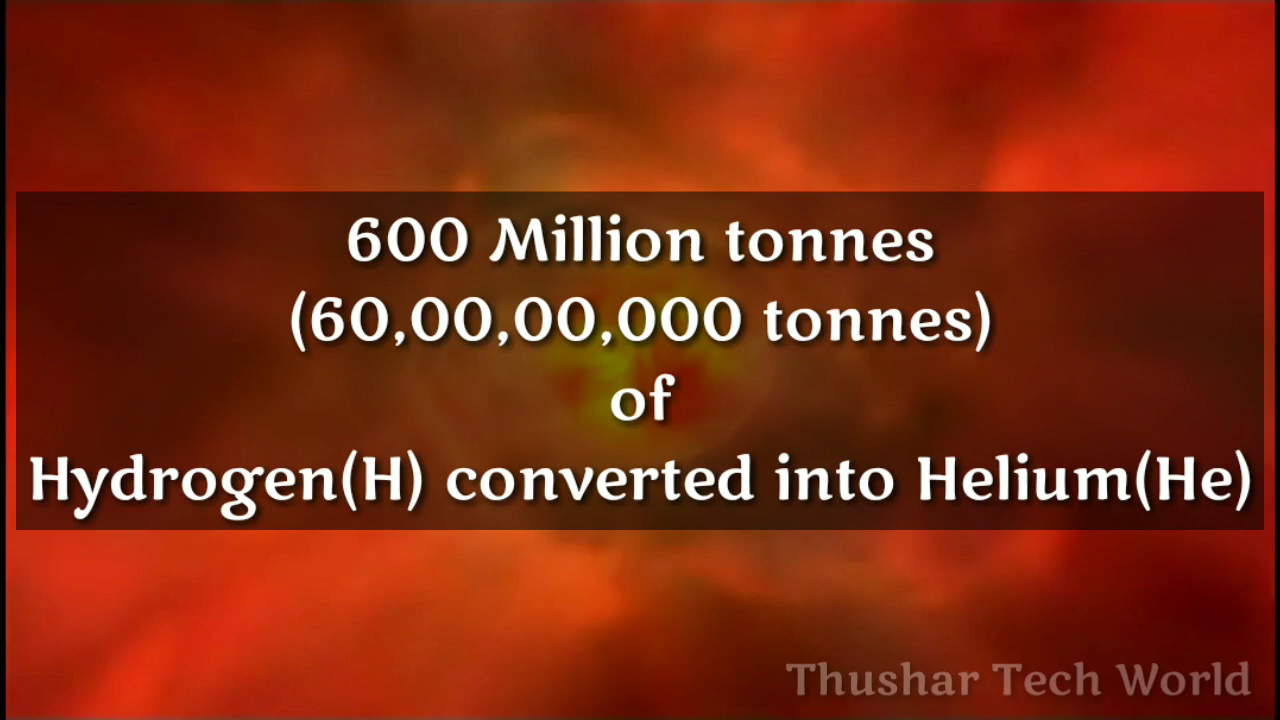 600 Million tonnes
(60,00,00,000 tonnes)
of
Hydrogen(H) converted into Helium(He)
Thushar Tech World